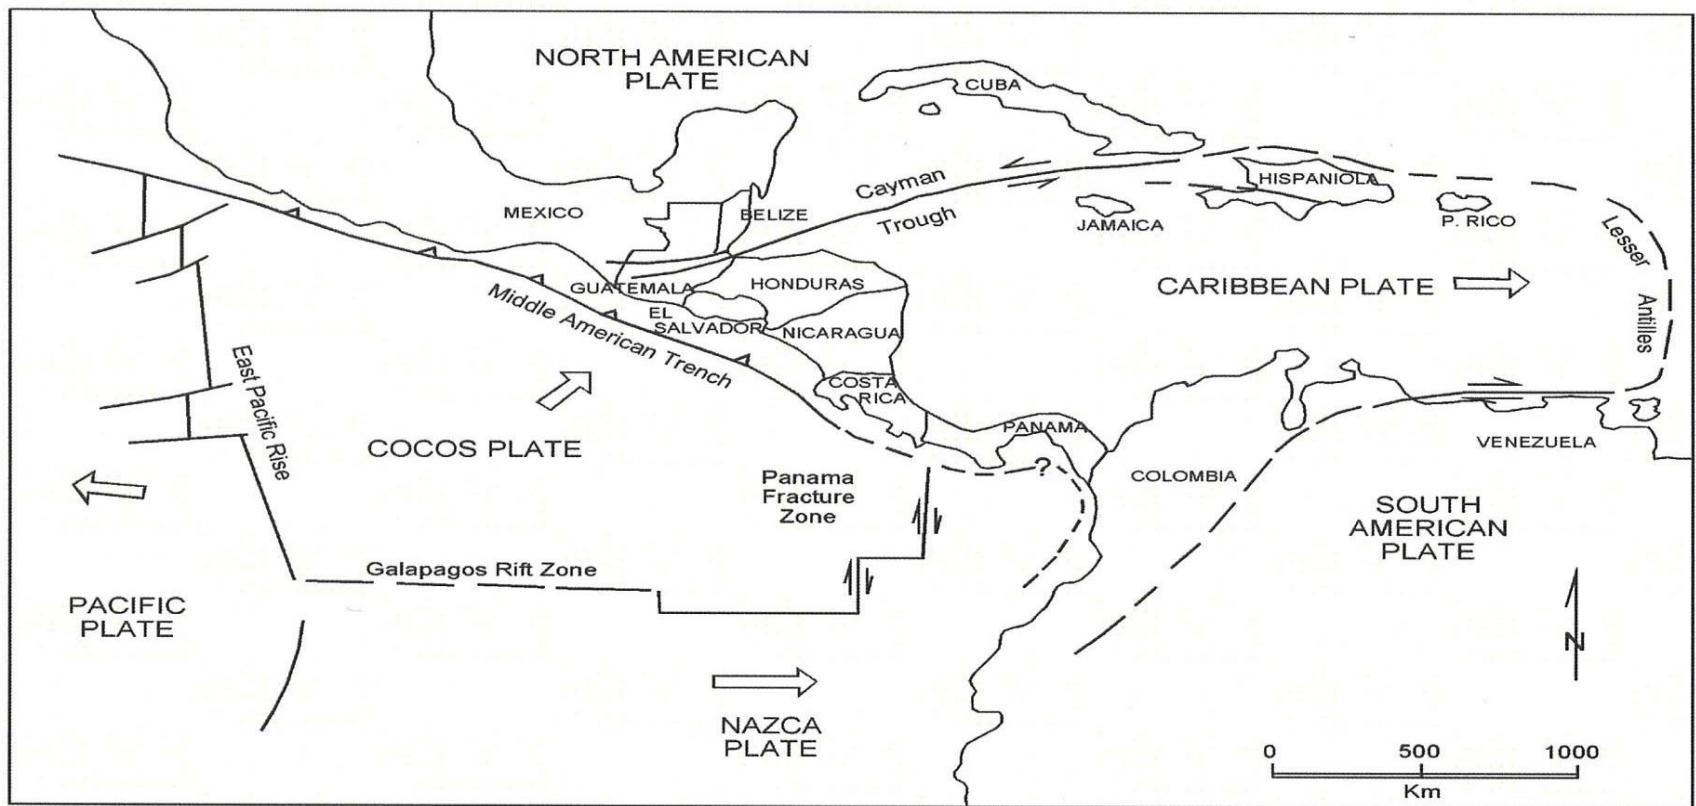 NORTH AMERICAN
PLATE
CUBA
Cayman
Trough
HISPANIOLA
MEXICO
BELIZE
JAMAICA
P. RICO
Lesser
Antilles
GUATEMALA
HONDURAS
CARIBBEAN PLATE
EL
SALVADOR
NICARAGUA
Middle American Trench
East Pacific Rise
COSTA
RICA
PANAMA
COCOS PLATE
?
VENEZUELA
COLOMBIA
Panama
Fracture
Zone
SOUTH
AMERICAN
PLATE
Galapagos Rift Zone
PACIFIC
PLATE
N
NAZCA
PLATE
0 500 1000
Km